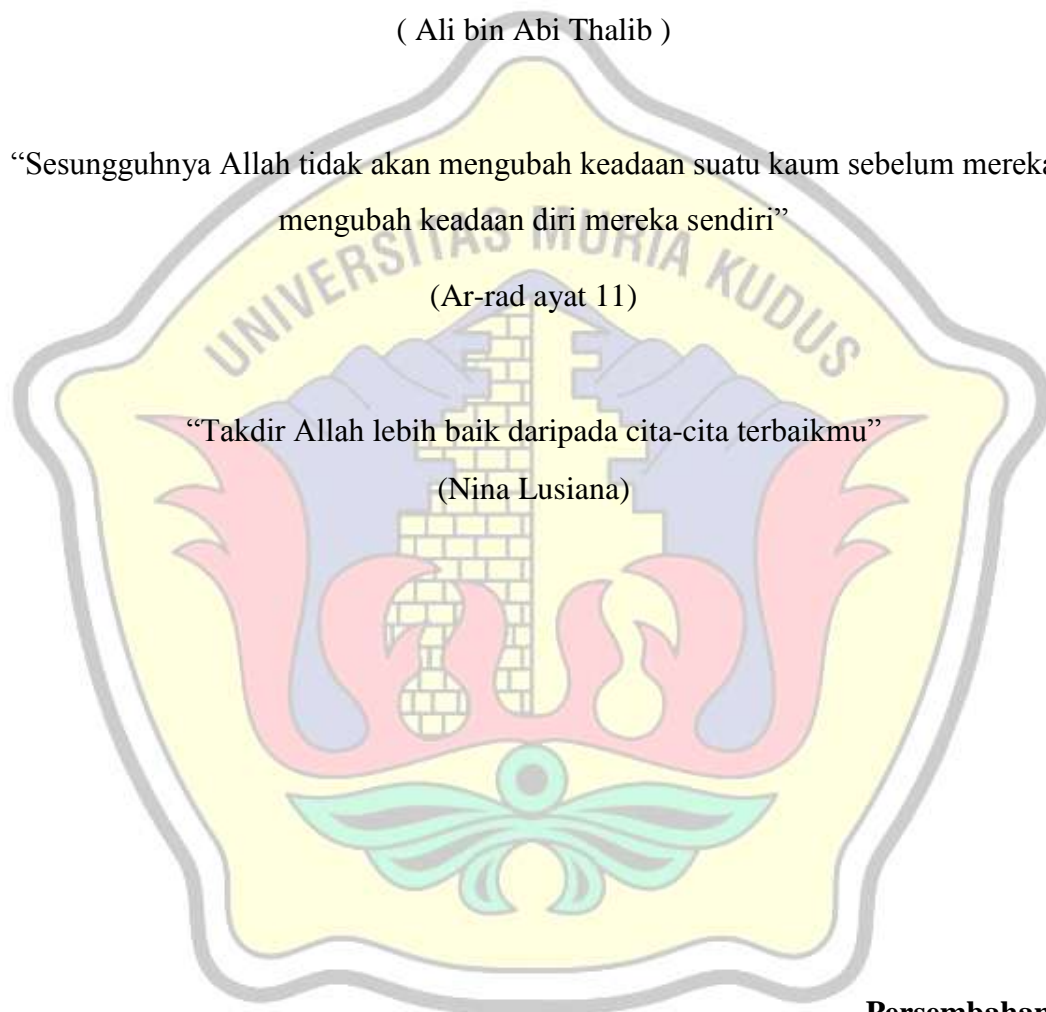 ( Ali bin Abi Thalib )
“Sesungguhnya Allah tidak akan mengubah keadaan suatu kaum sebelum mereka
mengubah keadaan diri mereka sendiri”
UNIVERSITAS MURIA KUDUS
(Ar-rad ayat 11)
“Takdir Allah lebih baik daripada cita-cita terbaikmu”
(Nina Lusiana)
Persembahan